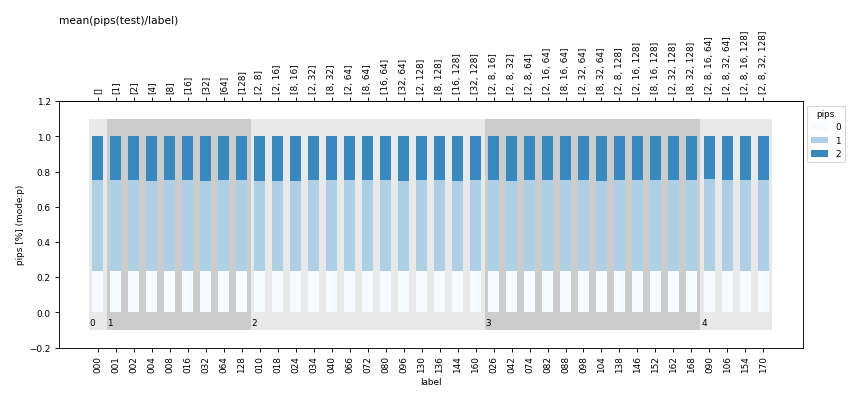 mean(pips(test)/label)
[] [1] [2] [4] [8] [16] [32] [64] [128] [2, 8] [2, 16] [8, 16] [2, 32] [8, 32] [2, 64] [8, 64] [16, 64] [32, 64] [2, 128] [8, 128] [16, 128] [32, 128] [2, 8, 16] [2, 8, 32] [2, 8, 64] [2, 16, 64] [8, 16, 64] [2, 32, 64] [8, 32, 64] [2, 8, 128] [2, 16, 128] [8, 16, 128] [2, 32, 128] [8, 32, 128] [2, 8, 16, 64] [2, 8, 32, 64] [2, 8, 16, 128] [2, 8, 32, 128]
pips [%] (mode:p)
1.2
1.0
0.8
0.6
0.4
0.2
0.0
−0.2
0 1 2 3 4
pips
0
1
2
000 001 002 004 008 016 032 064 128 010 018 024 034 040 066 072 080 096 130 136 144 160 026 042 074 082 088 098 104 138 146 152 162 168 090 106 154 170
label